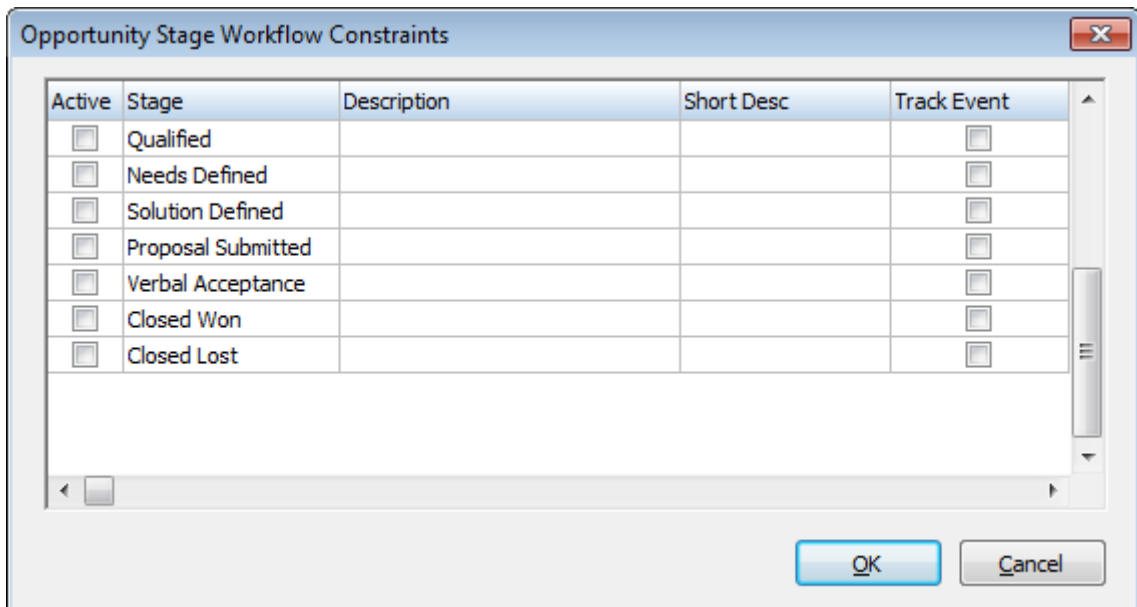 Opportunity Stage Workflow Constraints
Active Stage Description Short Desc Track Event
Qualified
Needs Defined
Solution Defined
Proposal Submitted
Verbal Acceptance
Closed Won
Closed Lost
OK Cancel